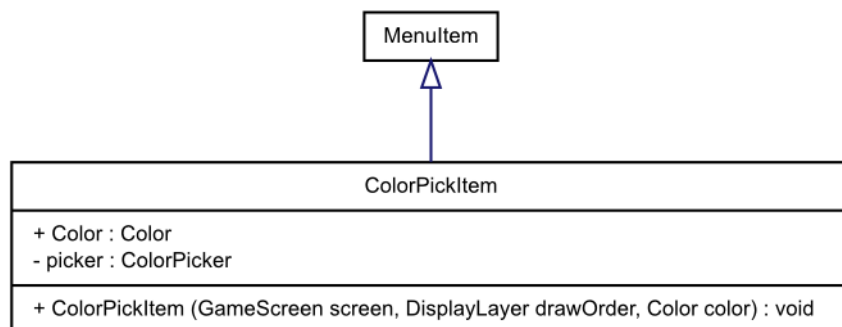 MenuItem
ColorPickItem
+ Color : Color
- picker : ColorPicker
+ ColorPickItem (GameScreen screen, DisplayLayer drawOrder, Color color) : void